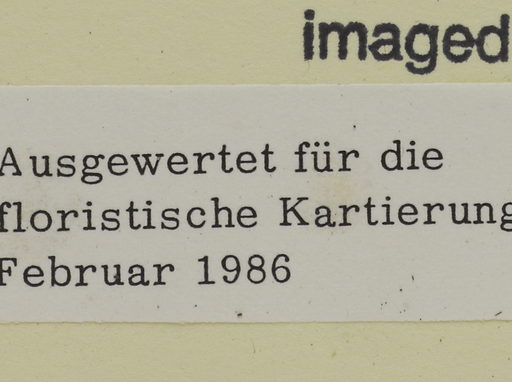 imaged
Ausgewertet für die
floristische Kartierung
Februar 1986